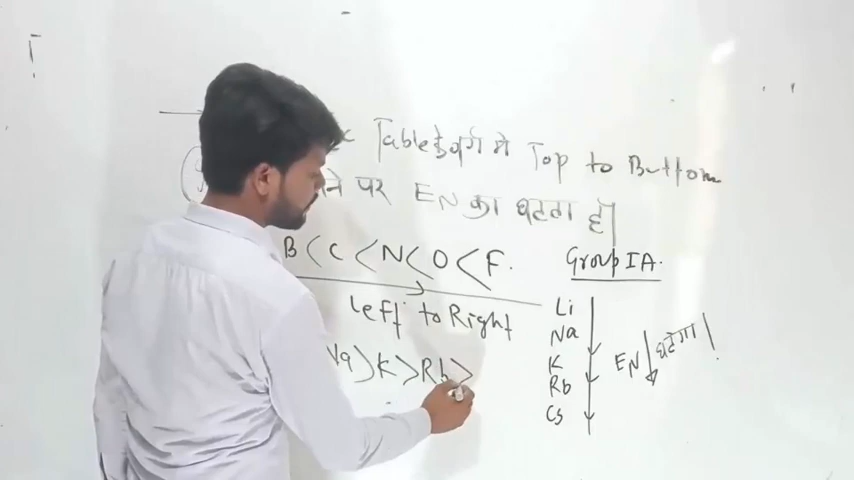 Table के वर्ग में Top to Buttom
ने पर EN का घटता है।
B < C < N < O < F.
Left to Right
Na > K > Rb >
Group IA.
Li
Na
K
Rb
Cs
EN ↓ घटेगा